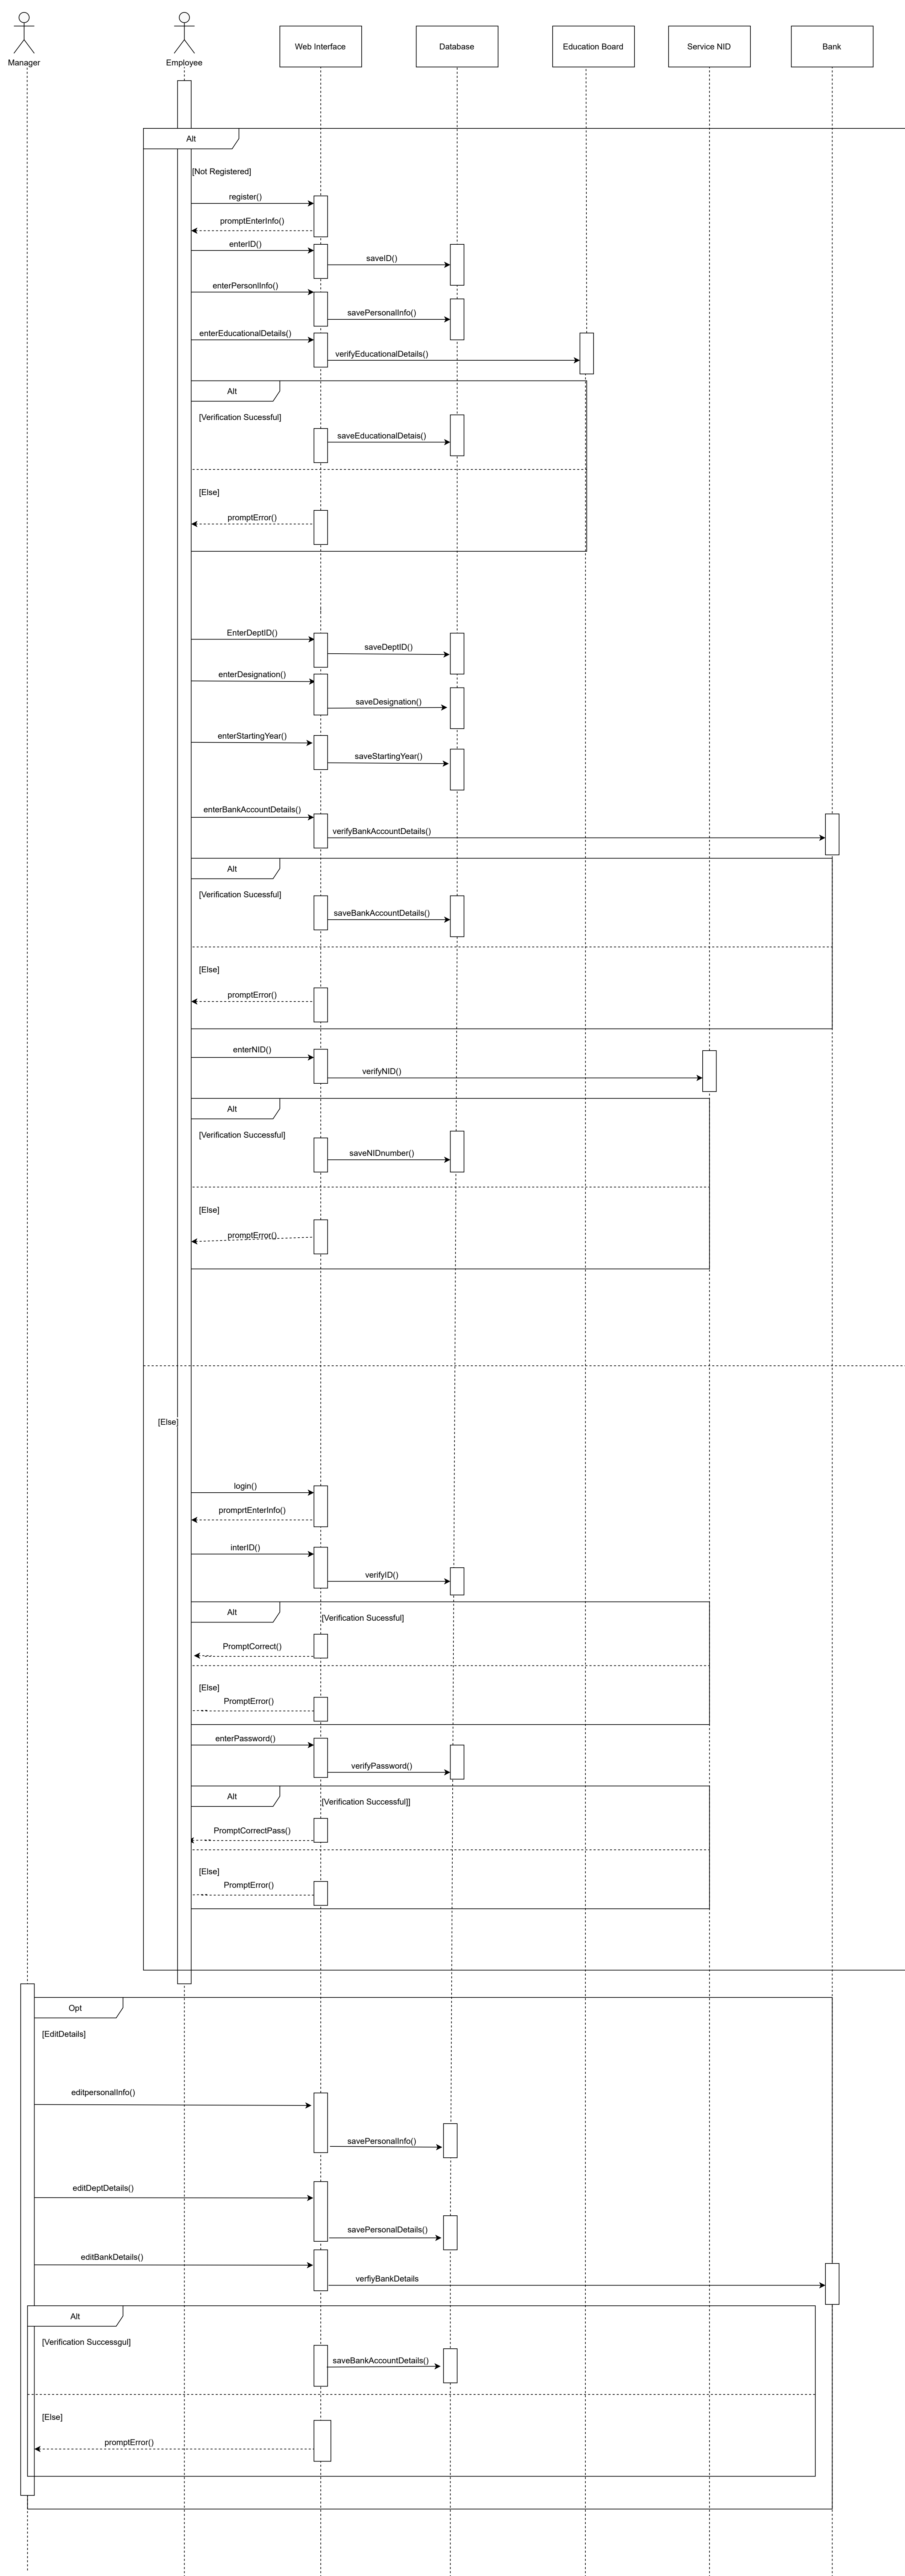 Manager
Employee
Web Interface
Database
Education Board
Service NID
Bank
Alt
[Not Registered]
register()
promptEnterInfo()
enterID()
saveID()
enterPersonlInfo()
savePersonalInfo()
enterEducationalDetails()
verifyEducationalDetails()
Alt
[Verification Sucessful]
saveEducationalDetais()
[Else]
promptError()
EnterDeptID()
saveDeptID()
enterDesignation()
saveDesignation()
enterStartingYear()
saveStartingYear()
enterBankAccountDetails()
verifyBankAccountDetails()
Alt
[Verification Sucessful]
saveBankAccountDetails()
[Else]
promptError()
enterNID()
verifyNID()
Alt
[Verification Successful]
saveNIDnumber()
[Else]
promptError()
[Else]
login()
promprtEnterInfo()
interID()
verifyID()
Alt
[Verification Sucessful]
PromptCorrect()
[Else]
PromptError()
enterPassword()
verifyPassword()
Alt
[Verification Successful]]
PromptCorrectPass()
[Else]
PromptError()
Opt
[EditDetails]
editpersonalInfo()
savePersonalInfo()
editDeptDetails()
savePersonalDetails()
editBankDetails()
verfiyBankDetails
Alt
[Verification Successgul]
saveBankAccountDetails()
[Else]
promptError()